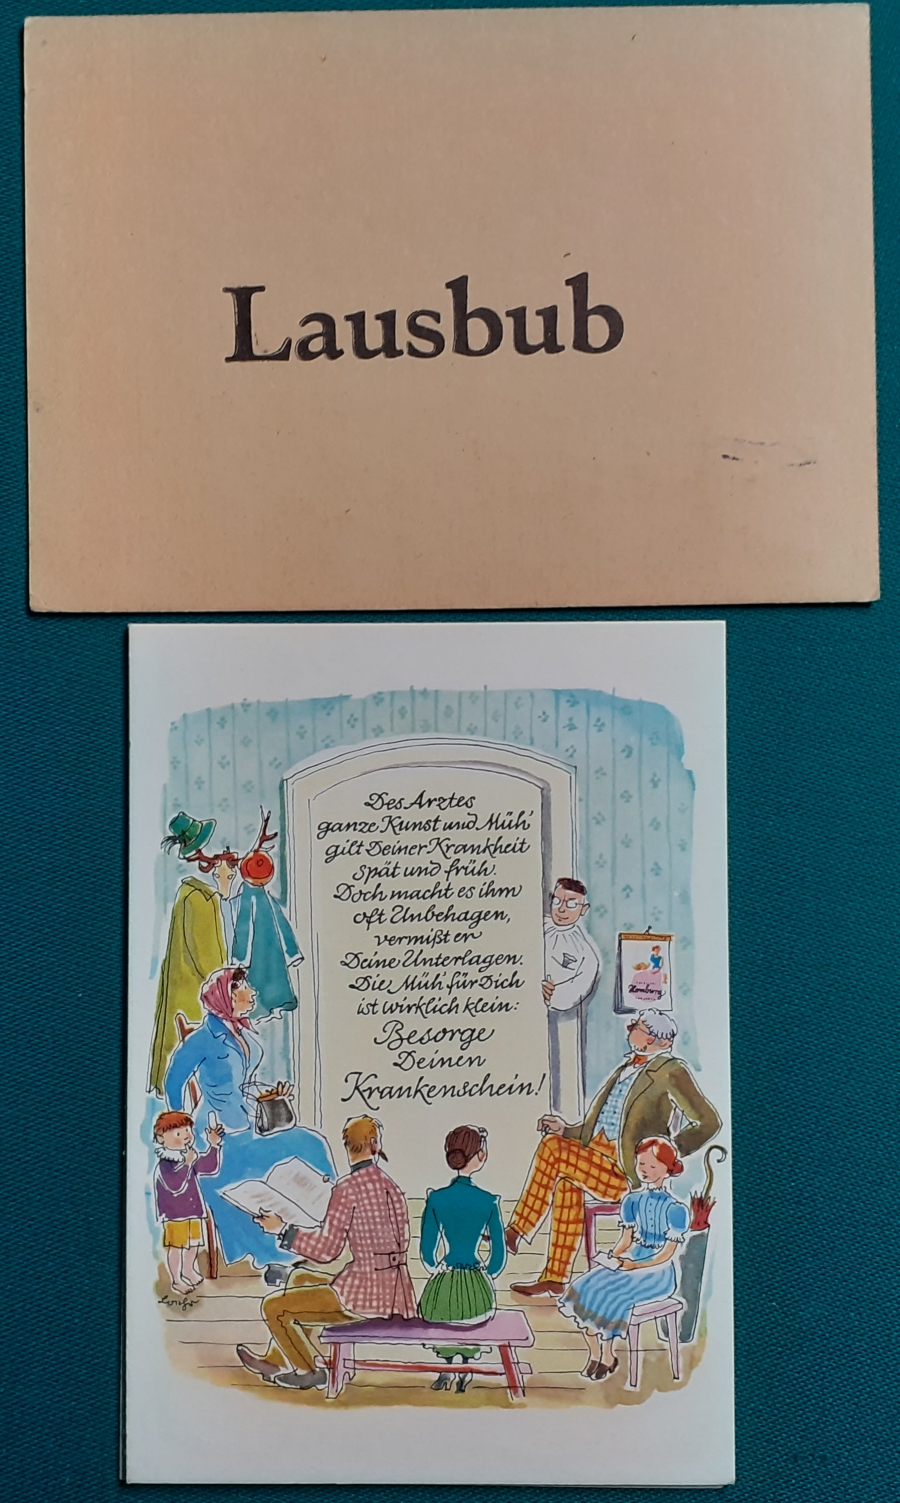 Lausbub
Des Arztes
ganze Kunst und Müh'
gilt Deiner Krankheit
spät und früh.
Doch macht es ihm
oft Unbehagen,
vermißt er
Deine Unterlagen.
Die Müh' für Dich
ist wirklich klein:
Besorge
Deinen
Krankenschein!
Homburg